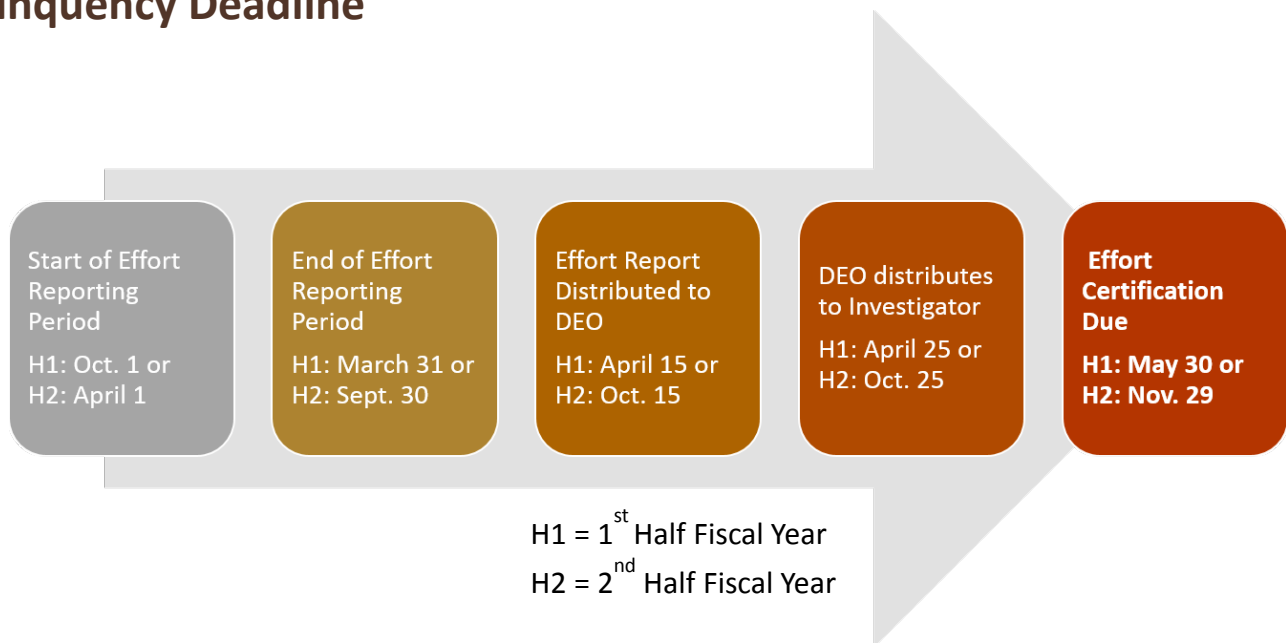 inquency Deadline
Start of Effort
Reporting
Period
H1: Oct. 1 or
H2: April 1
End of Effort
Reporting
Period
H1: March 31 or
H2: Sept. 30
Effort Report
Distributed to
DEO
H1: April 15 or
H2: Oct. 15
DEO distributes
to Investigator
H1: April 25 or
H2: Oct. 25
Effort
Certification
Due
H1: May 30 or
H2: Nov. 29
H1 = 1st Half Fiscal Year
H2 = 2nd Half Fiscal Year